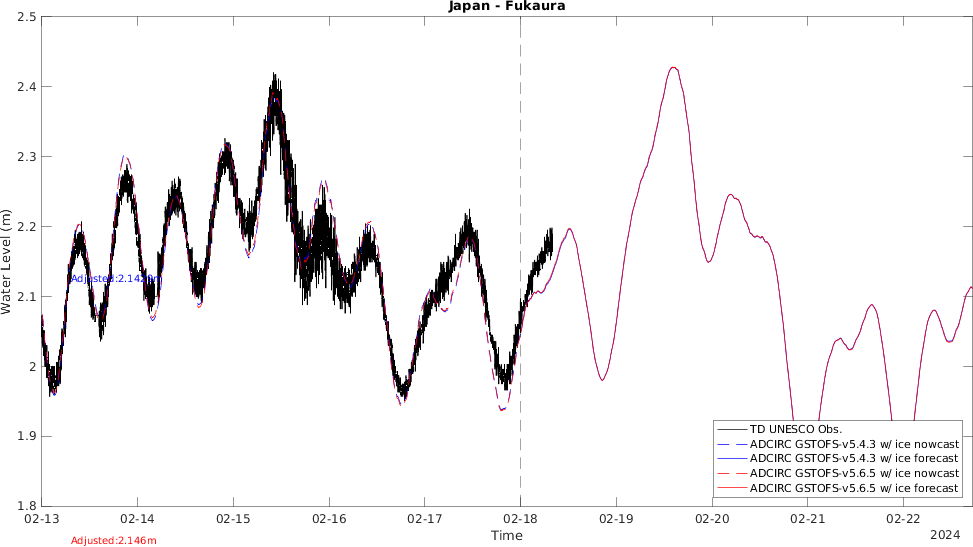 Japan - Fukaura
2.5
2.4
2.3
2.2
2.1
2
1.9
1.8
Water Level (m)
TD UNESCO Obs.
ADCIRC GSTOFS-v5.4.3 w/ ice nowcast
ADCIRC GSTOFS-v5.4.3 w/ ice forecast
ADCIRC GSTOFS-v5.6.5 w/ ice nowcast
ADCIRC GSTOFS-v5.6.5 w/ ice forecast
02-13 02-14 02-15 02-16 02-17 02-18 02-19 02-20 02-21 02-22
Time
2024
Adjusted:2.146m